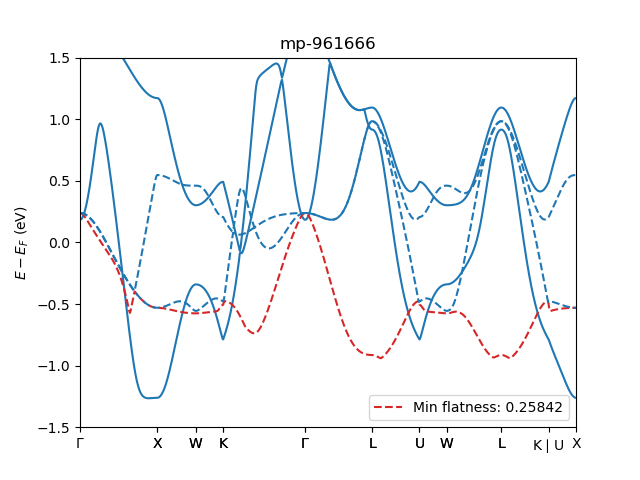 mp-961666
E − E_F (eV)
1.5
1.0
0.5
0.0
−0.5
−1.0
−1.5
Min flatness: 0.25842
Γ X W K Γ L U W L K | U X